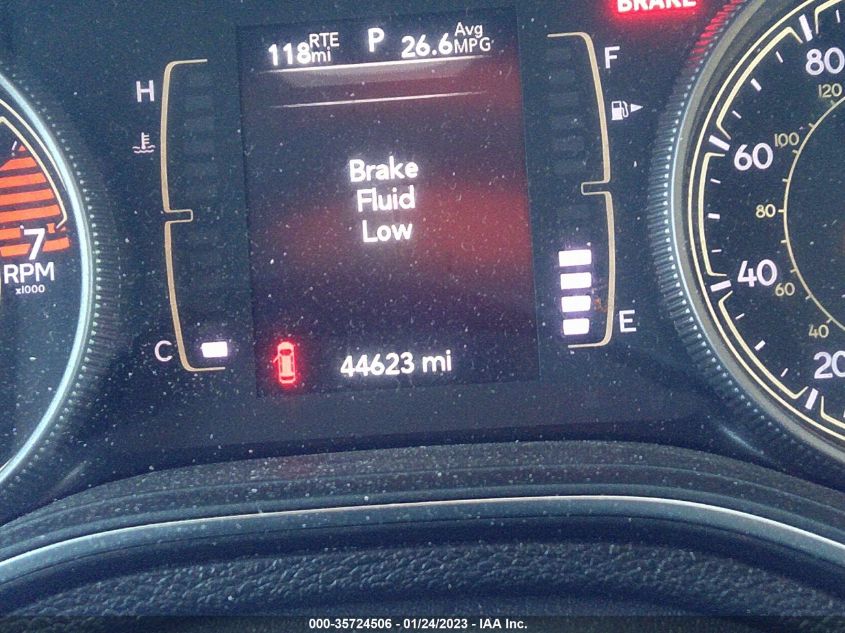 BRAKE
118 RTE mi P 26.6 Avg MPG
H F
Brake
Fluid
Low
7
RPM
x1000
C E
44623 mi
80
120
100
60
80
40
60
40
20
000-35724506 - 01/24/2023 - IAA Inc.